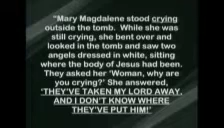 “Mary Magdalene stood crying
outside the tomb. While she was
still crying, she bent over and
looked in the tomb and saw two
angels dressed in white, sitting
where the body of Jesus had been.
They asked her ‘Woman, why are
you crying?’ She answered,
‘THEY’VE TAKEN MY LORD AWAY.
AND I DON’T KNOW WHERE
THEY’VE PUT HIM!’